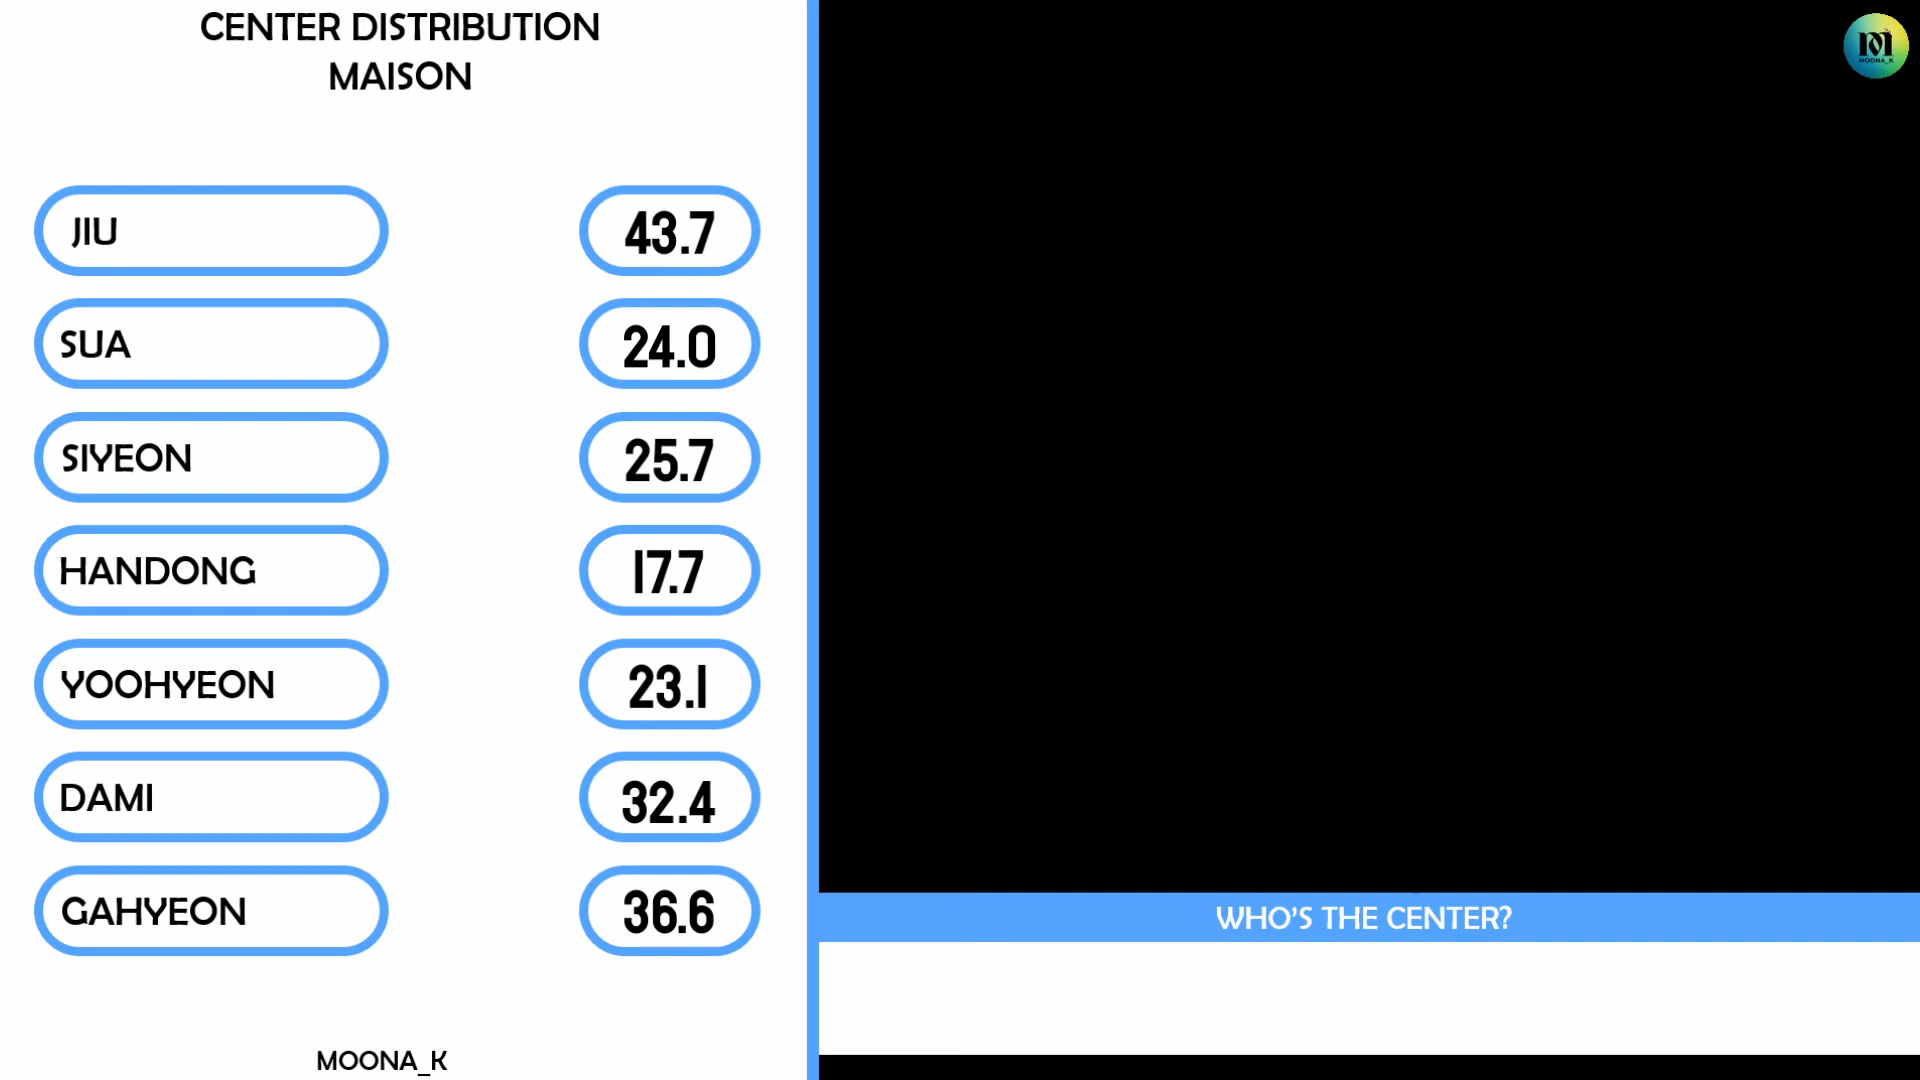 CENTER DISTRIBUTION
MAISON
JIU 43.7
SUA 24.0
SIYEON 25.7
HANDONG 17.7
YOOHYEON 23.1
DAMI 32.4
GAHYEON 36.6
MOONA_K
M
MOONA_K
WHO'S THE CENTER?